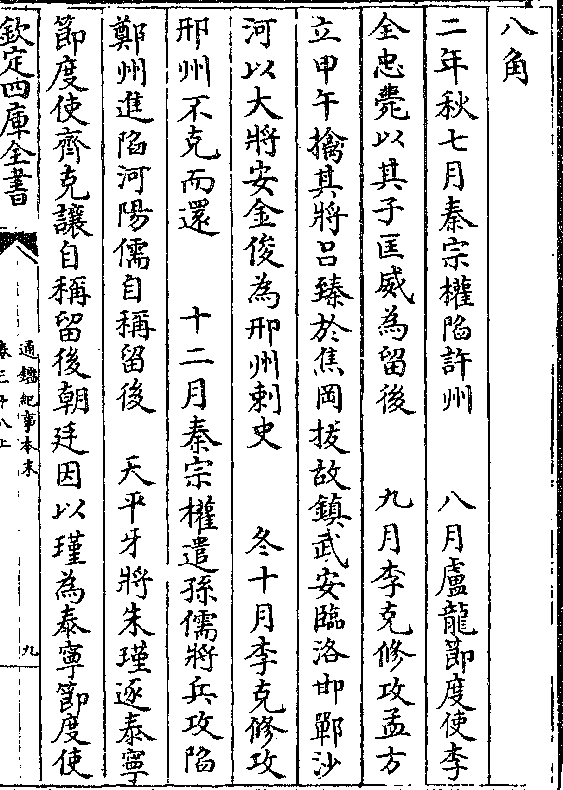 八角
二年秋七月秦宗權陷許州　八月盧龍節度使李
全忠薨以其子匡威為留後　九月李克修攻孟方
立甲午擒其將呂臻於焦岡拔故鎮武安臨洛邯鄲沙
河以大將安金俊為邢州刺史　冬十月李克修攻
邢州不克而還　十二月秦宗權遣孫儒將兵攻陷
鄭州進陷河陽儒自稱留後　天平牙將朱瑾逐泰寧
節度使齊克讓自稱留後朝廷因以瑾為泰寧節度使
欽定四庫全書
通鑑紀事本末
卷三十八上
九